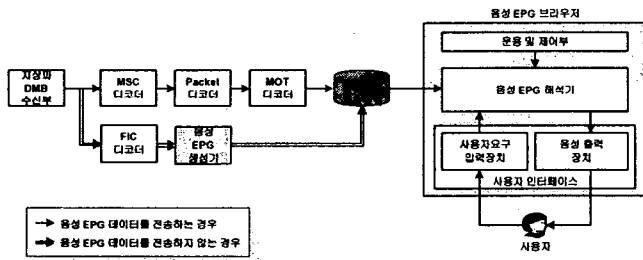 음성 EPG 브라우저
운용 및 제어부
지상파
DMB
수신부
MSC
디코더
Packet
디코더
MOT
디코더
음성 EPG 해석기
FIC
디코더
음성
EPG
생성기
사용자요구
입력장치
음성 출력
장치
사용자 인터페이스
음성 EPG 데이터를 전송하는 경우
음성 EPG 데이터를 전송하지 않는 경우
사용자